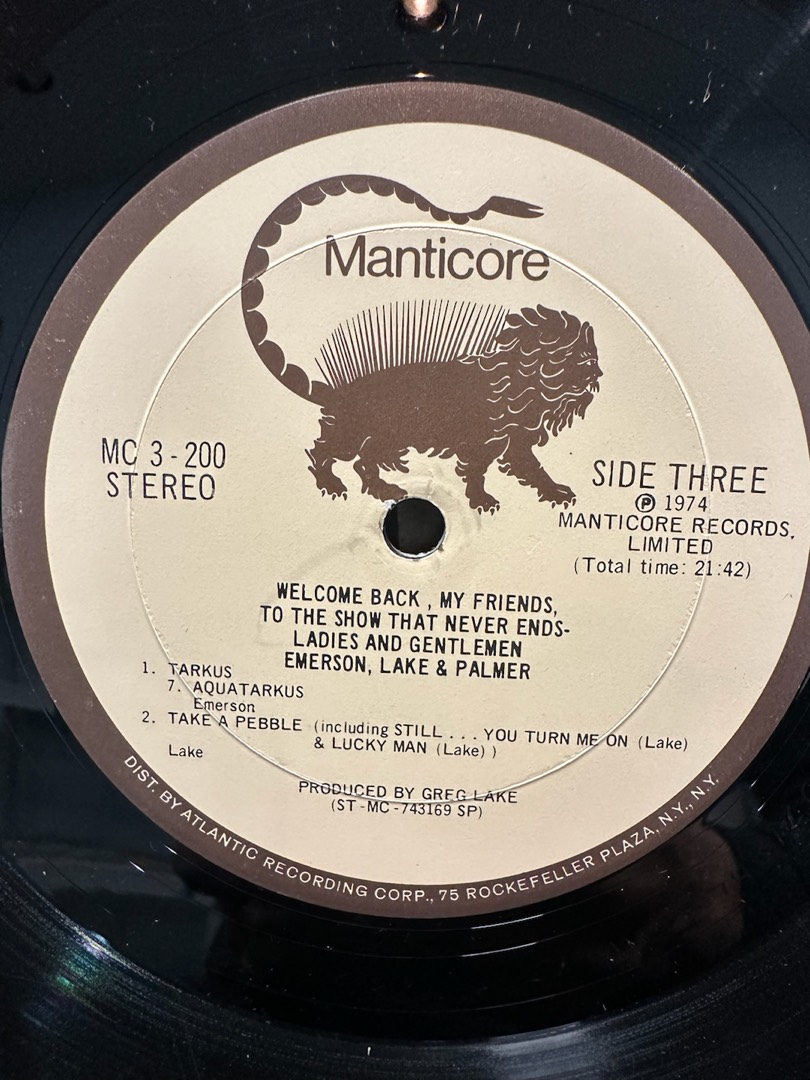 Manticore
MC 3-200
STEREO
SIDE THREE
Ⓟ 1974
MANTICORE RECORDS,
LIMITED
(Total time: 21:42)
WELCOME BACK, MY FRIENDS,
TO THE SHOW THAT NEVER ENDS-
LADIES AND GENTLEMEN
EMERSON, LAKE & PALMER
1. TARKUS
7. AQUATARKUS
Emerson
2. TAKE A PEBBLE (including STILL . . . YOU TURN ME ON (Lake)
& LUCKY MAN (Lake) )
Lake
PRODUCED BY GREG LAKE
(ST-MC-743169 SP)
DIST. BY ATLANTIC RECORDING CORP., 75 ROCKEFELLER PLAZA, N.Y., N.Y.